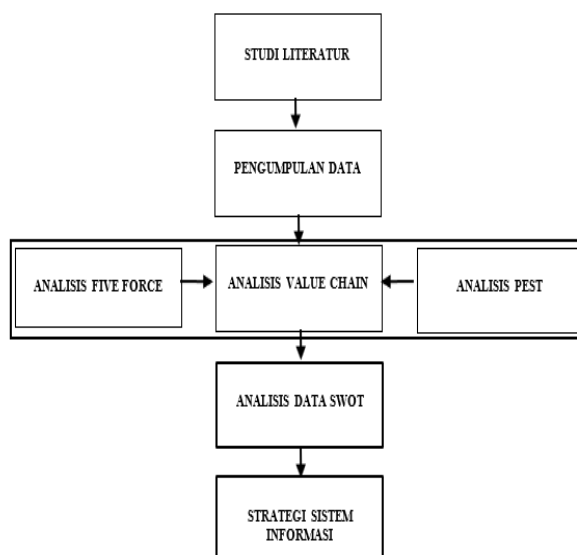 STUDI LITERATUR
PENGUMPULAN DATA
ANALISIS FIVE FORCE
ANALISIS VALUE CHAIN
ANALISIS PEST
ANALISIS DATA SWOT
STRATEGI SISTEM
INFORMASI